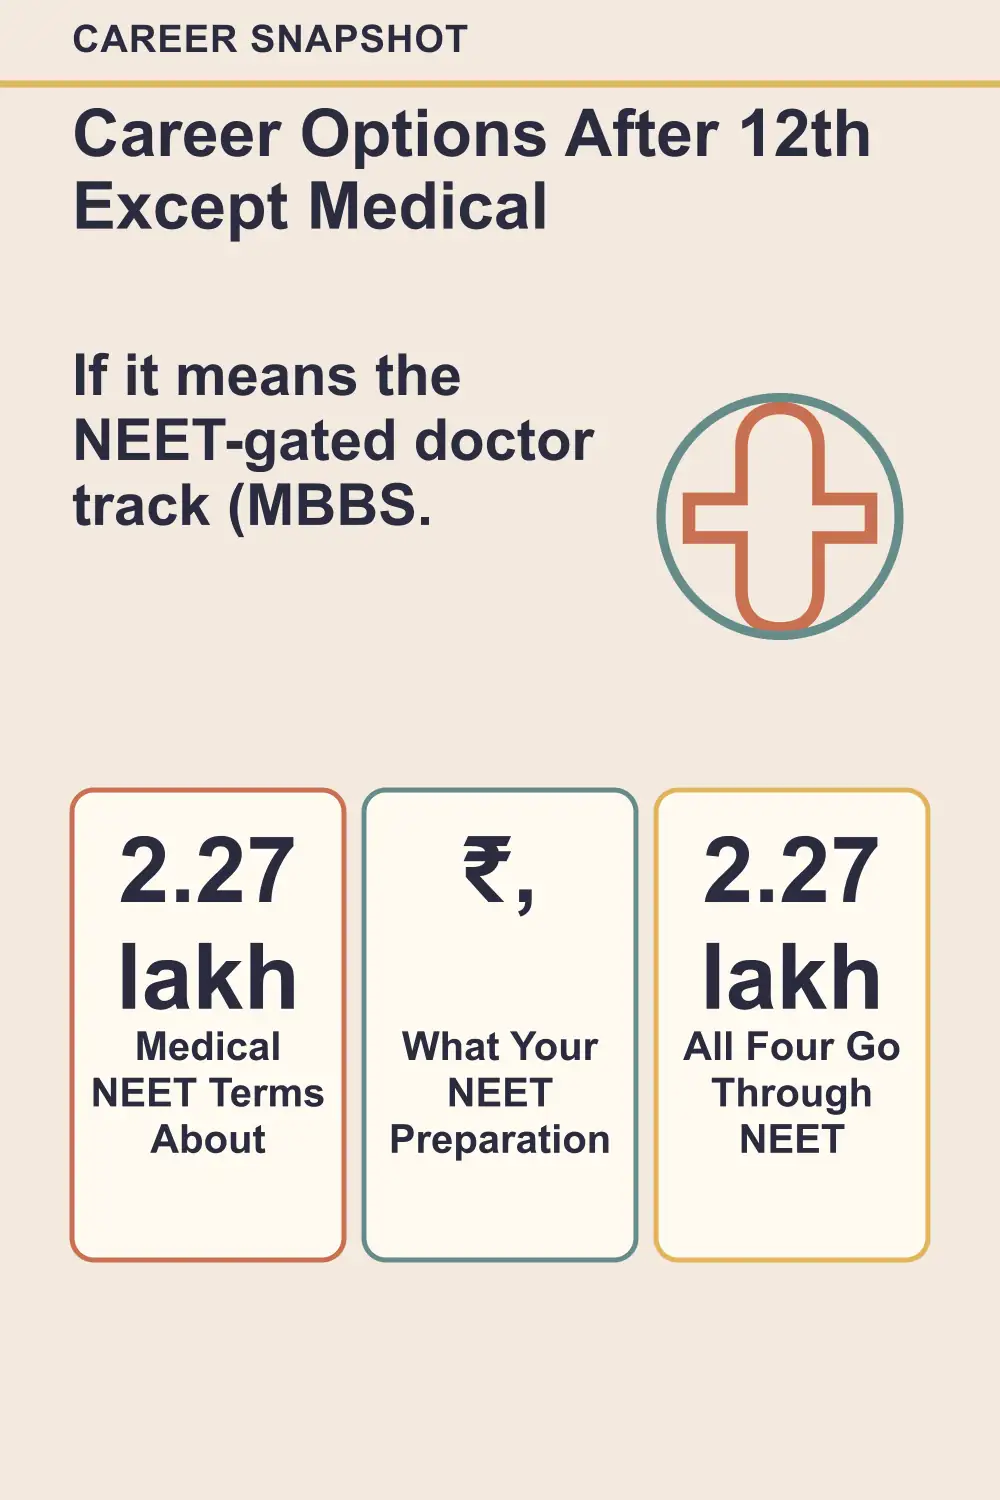 CAREER SNAPSHOT
Career Options After 12th
Except Medical
If it means the
NEET-gated doctor
track (MBBS.
2.27
lakh
Medical
NEET Terms
About
₹,
What Your
NEET
Preparation
2.27
lakh
All Four Go
Through
NEET